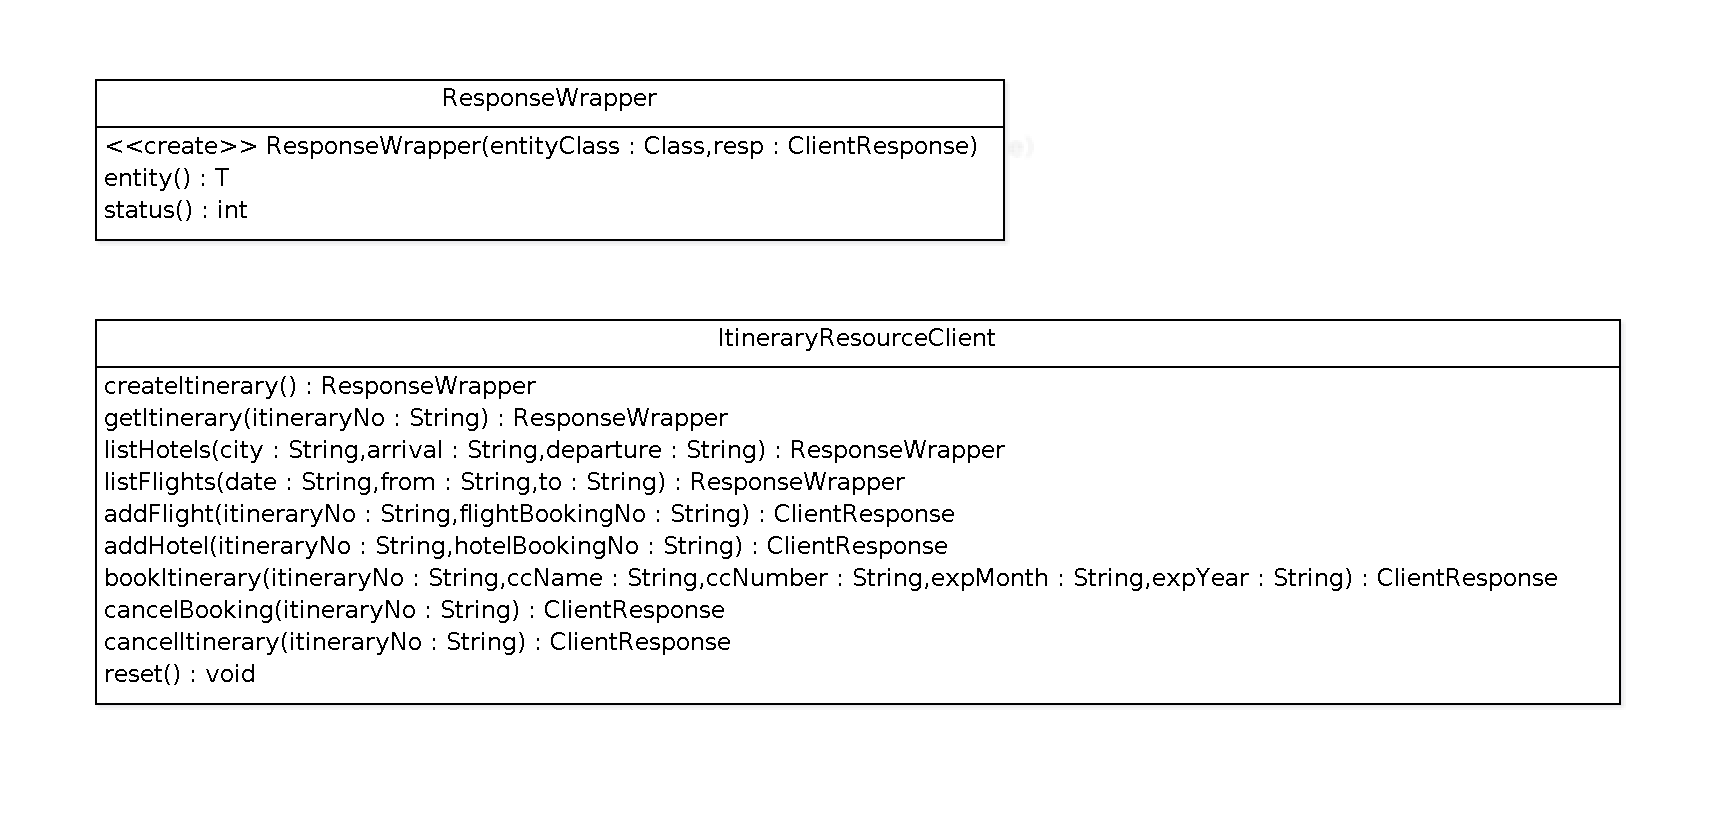 ResponseWrapper
<<create>> ResponseWrapper(entityClass : Class,resp : ClientResponse)
entity() : T
status() : int
ItineraryResourceClient
createItinerary() : ResponseWrapper
getItinerary(itineraryNo : String) : ResponseWrapper
listHotels(city : String,arrival : String,departure : String) : ResponseWrapper
listFlights(date : String,from : String,to : String) : ResponseWrapper
addFlight(itineraryNo : String,flightBookingNo : String) : ClientResponse
addHotel(itineraryNo : String,hotelBookingNo : String) : ClientResponse
bookItinerary(itineraryNo : String,ccName : String,ccNumber : String,expMonth : String,expYear : String) : ClientResponse
cancelBooking(itineraryNo : String) : ClientResponse
cancelItinerary(itineraryNo : String) : ClientResponse
reset() : void